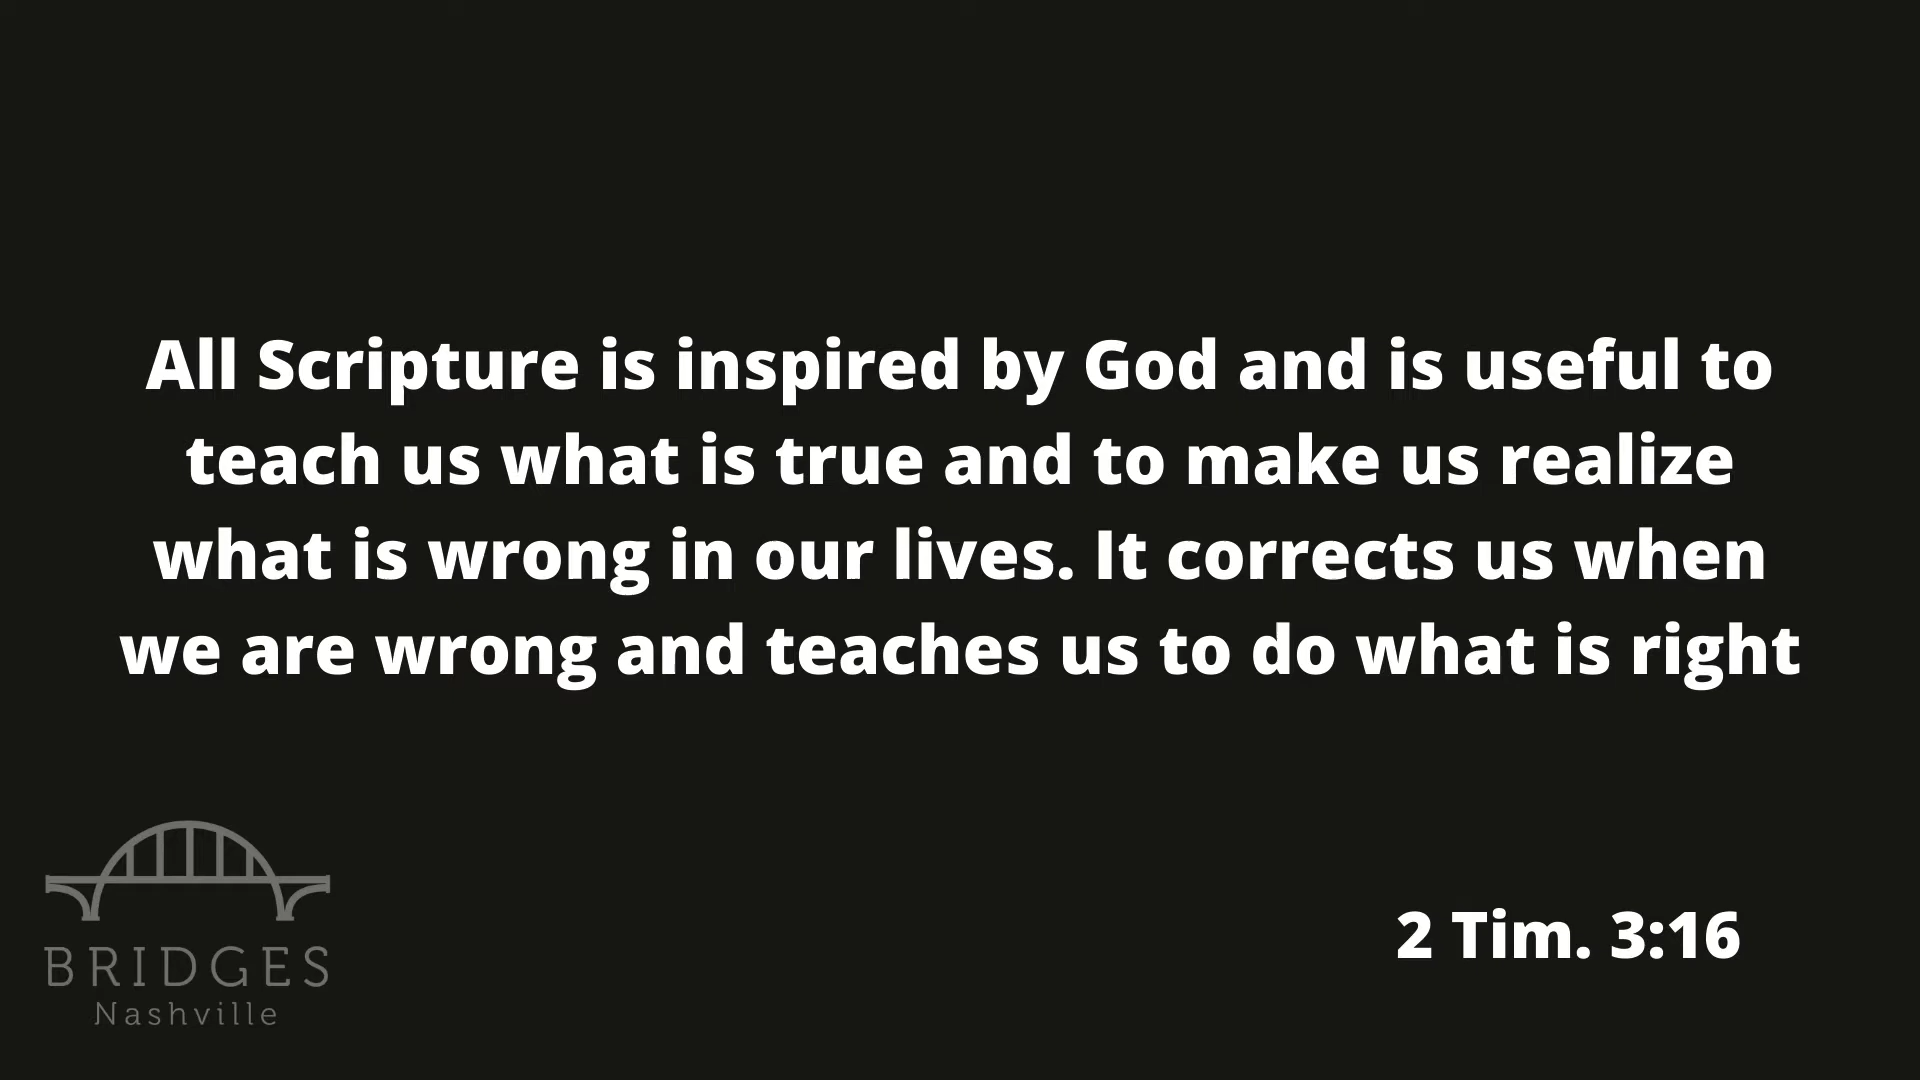 All Scripture is inspired by God and is useful to
teach us what is true and to make us realize
what is wrong in our lives. It corrects us when
we are wrong and teaches us to do what is right
2 Tim. 3:16
BRIDGES
Nashville